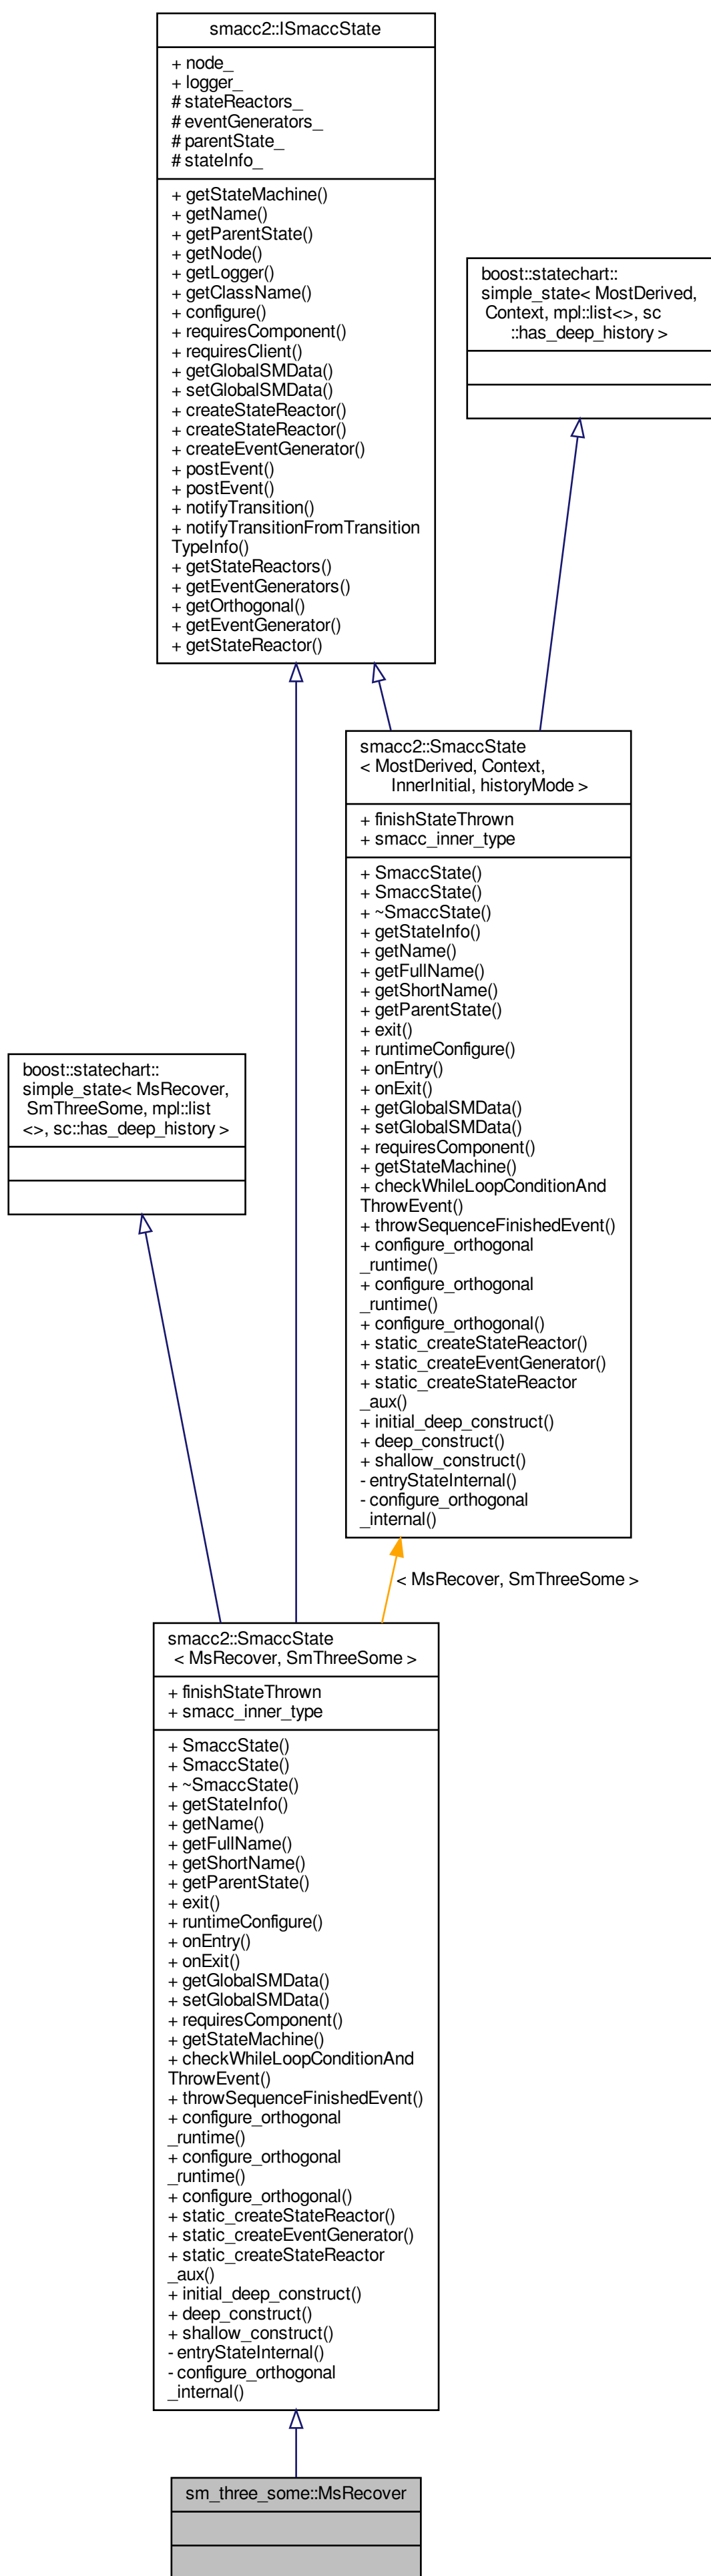 smacc2::ISmaccState
+ node_
+ logger_
# stateReactors_
# eventGenerators_
# parentState_
# stateInfo_
+ getStateMachine()
+ getName()
+ getParentState()
+ getNode()
+ getLogger()
+ getClassName()
+ configure()
+ requiresComponent()
+ requiresClient()
+ getGlobalSMData()
+ setGlobalSMData()
+ createStateReactor()
+ createStateReactor()
+ createEventGenerator()
+ postEvent()
+ postEvent()
+ notifyTransition()
+ notifyTransitionFromTransition
TypeInfo()
+ getStateReactors()
+ getEventGenerators()
+ getOrthogonal()
+ getEventGenerator()
+ getStateReactor()
boost::statechart::
simple_state< MostDerived,
Context, mpl::list<>, sc
::has_deep_history >
smacc2::SmaccState
< MostDerived, Context,
InnerInitial, historyMode >
+ finishStateThrown
+ smacc_inner_type
+ SmaccState()
+ SmaccState()
+ ~SmaccState()
+ getStateInfo()
+ getName()
+ getFullName()
+ getShortName()
+ getParentState()
+ exit()
+ runtimeConfigure()
+ onEntry()
+ onExit()
+ getGlobalSMData()
+ setGlobalSMData()
+ requiresComponent()
+ getStateMachine()
+ checkWhileLoopConditionAnd
ThrowEvent()
+ throwSequenceFinishedEvent()
+ configure_orthogonal
_runtime()
+ configure_orthogonal
_runtime()
+ configure_orthogonal()
+ static_createStateReactor()
+ static_createEventGenerator()
+ static_createStateReactor
_aux()
+ initial_deep_construct()
+ deep_construct()
+ shallow_construct()
- entryStateInternal()
- configure_orthogonal
_internal()
boost::statechart::
simple_state< MsRecover,
SmThreeSome, mpl::list
<>, sc::has_deep_history >
< MsRecover, SmThreeSome >
smacc2::SmaccState
< MsRecover, SmThreeSome >
+ finishStateThrown
+ smacc_inner_type
+ SmaccState()
+ SmaccState()
+ ~SmaccState()
+ getStateInfo()
+ getName()
+ getFullName()
+ getShortName()
+ getParentState()
+ exit()
+ runtimeConfigure()
+ onEntry()
+ onExit()
+ getGlobalSMData()
+ setGlobalSMData()
+ requiresComponent()
+ getStateMachine()
+ checkWhileLoopConditionAnd
ThrowEvent()
+ throwSequenceFinishedEvent()
+ configure_orthogonal
_runtime()
+ configure_orthogonal
_runtime()
+ configure_orthogonal()
+ static_createStateReactor()
+ static_createEventGenerator()
+ static_createStateReactor
_aux()
+ initial_deep_construct()
+ deep_construct()
+ shallow_construct()
- entryStateInternal()
- configure_orthogonal
_internal()
sm_three_some::MsRecover